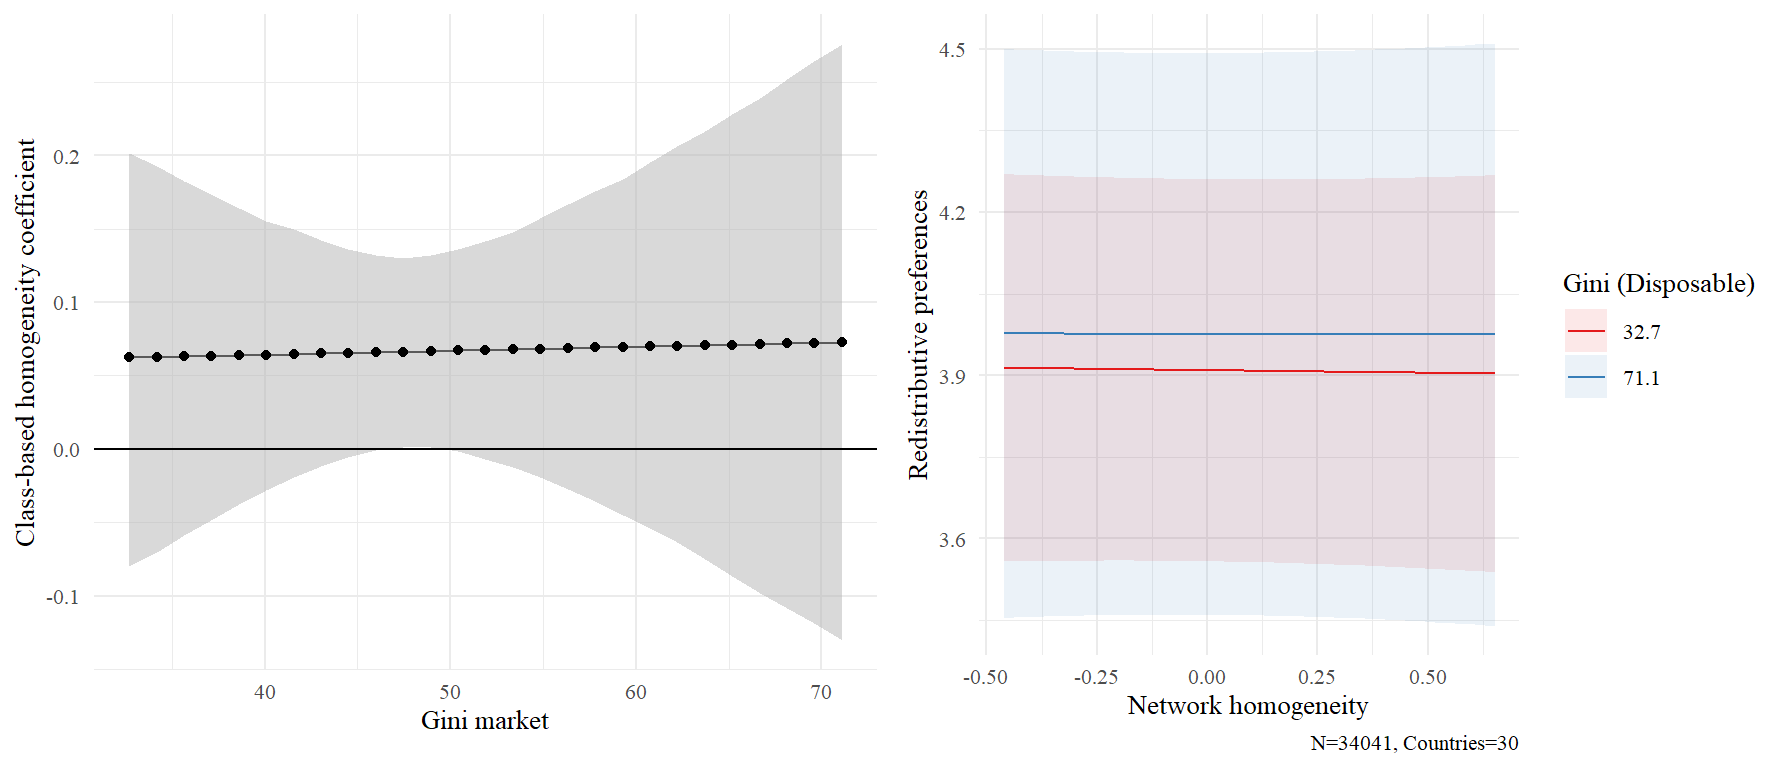 Class-based homogeneity coefficient
0.2
0.1
0.0
-0.1
40 50 60 70
Gini market
Redistributive preferences
4.5
4.2
3.9
3.6
-0.50 -0.25 0.00 0.25 0.50
Network homogeneity
N=34041, Countries=30
Gini (Disposable)
32.7
71.1